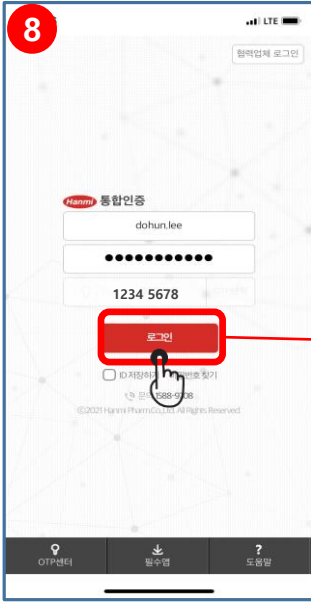 8
LTE
협력업체 로그인
Hanmi 통합인증
dohun.lee
●●●●●●●●●●●
1234 5678
로그인
ID 저장하기
찾기
1588-9708
ⓒ2021 Hanmi Pharm.Co.,Ltd. All Rights Reserved.
OTP센터 필수앱 ? 도움말